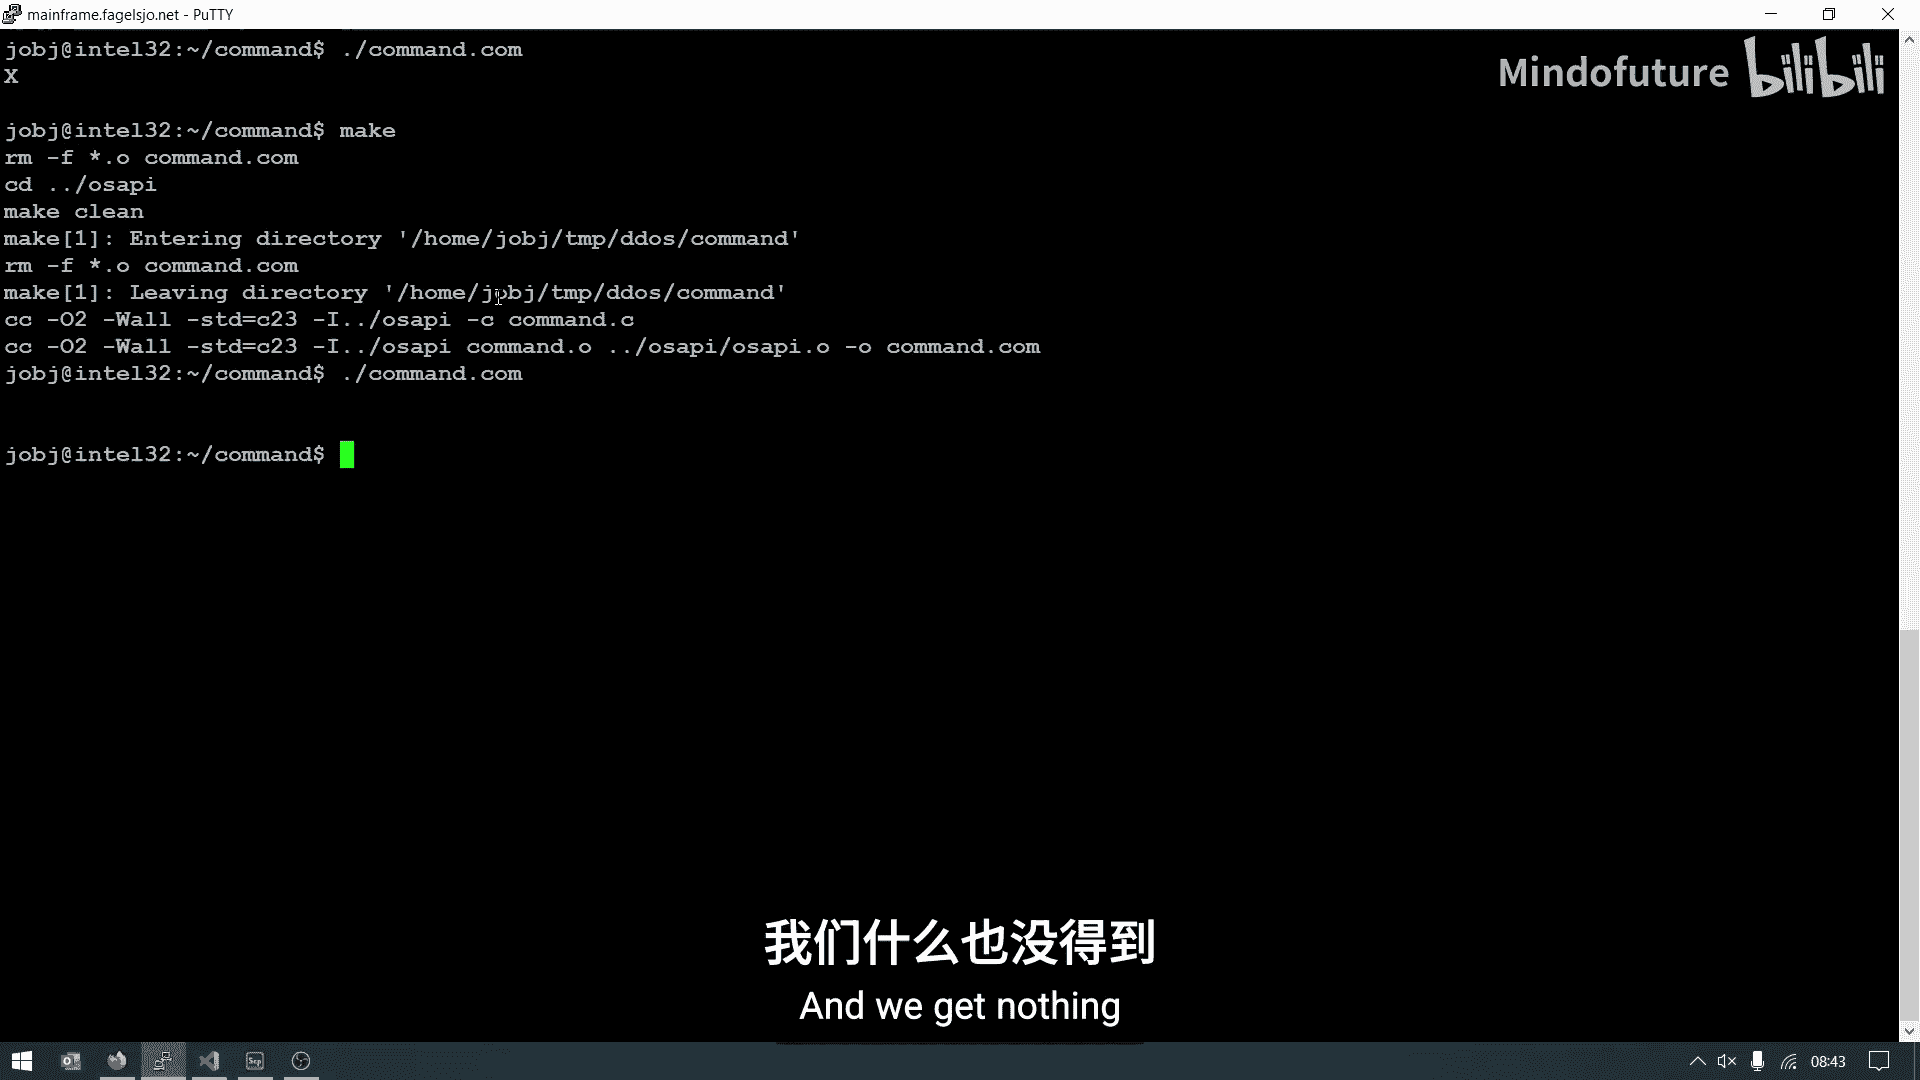 mainframe.fagelsjo.net - PuTTY
jobj@intel32:~/command$ ./command.com
X
Mindofuture bilibili
jobj@intel32:~/command$ make
rm -f *.o command.com
cd ../osapi
make clean
make[1]: Entering directory '/home/jobj/tmp/ddos/command'
rm -f *.o command.com
make[1]: Leaving directory '/home/jobj/tmp/ddos/command'
cc -O2 -Wall -std=c23 -I../osapi -c command.c
cc -O2 -Wall -std=c23 -I../osapi command.o ../osapi/osapi.o -o command.com
jobj@intel32:~/command$ ./command.com
jobj@intel32:~/command$
我们什么也没得到
And we get nothing
08:43